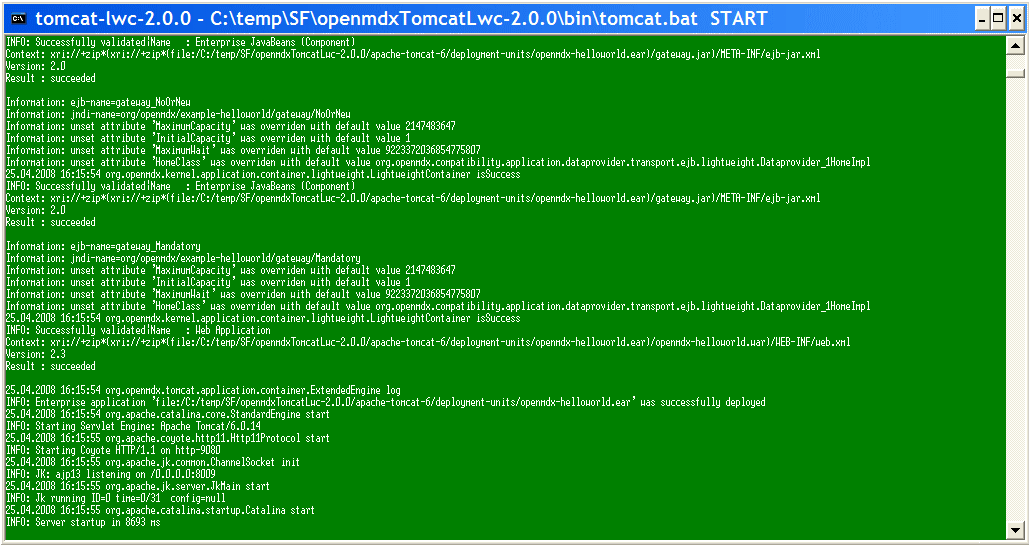 tomcat-lwc-2.0.0 - C:\temp\SF\openmdxTomcatLwc-2.0.0\bin\tomcat.bat  START
INFO: Successfully validated¦Name   : Enterprise JavaBeans (Component)
Context: xri://+zip*(xri://+zip*(file:/C:/temp/SF/openmdxTomcatLwc-2.0.0/apache-tomcat-6/deployment-units/openmdx-helloworld.ear)/gateway.jar)/META-INF/ejb-jar.xml
Version: 2.0
Result : succeeded
Information: ejb-name=gateway_NoOrNew
Information: jndi-name=org/openmdx/example-helloworld/gateway/NoOrNew
Information: unset attribute 'MaximumCapacity' was overriden with default value 2147483647
Information: unset attribute 'InitialCapacity' was overriden with default value 1
Information: unset attribute 'MaximumWait' was overriden with default value 9223372036854775807
Information: unset attribute 'HomeClass' was overriden with default value org.openmdx.compatibility.application.dataprovider.transport.ejb.lightweight.Dataprovider_1HomeImpl
25.04.2008 16:15:54 org.openmdx.kernel.application.container.lightweight.LightweightContainer isSuccess
INFO: Successfully validated¦Name   : Enterprise JavaBeans (Component)
Context: xri://+zip*(xri://+zip*(file:/C:/temp/SF/openmdxTomcatLwc-2.0.0/apache-tomcat-6/deployment-units/openmdx-helloworld.ear)/gateway.jar)/META-INF/ejb-jar.xml
Version: 2.0
Result : succeeded
Information: ejb-name=gateway_Mandatory
Information: jndi-name=org/openmdx/example-helloworld/gateway/Mandatory
Information: unset attribute 'MaximumCapacity' was overriden with default value 2147483647
Information: unset attribute 'InitialCapacity' was overriden with default value 1
Information: unset attribute 'MaximumWait' was overriden with default value 9223372036854775807
Information: unset attribute 'HomeClass' was overriden with default value org.openmdx.compatibility.application.dataprovider.transport.ejb.lightweight.Dataprovider_1HomeImpl
25.04.2008 16:15:54 org.openmdx.kernel.application.container.lightweight.LightweightContainer isSuccess
INFO: Successfully validated¦Name   : Web Application
Context: xri://+zip*(xri://+zip*(file:/C:/temp/SF/openmdxTomcatLwc-2.0.0/apache-tomcat-6/deployment-units/openmdx-helloworld.ear)/openmdx-helloworld.war)/WEB-INF/web.xml
Version: 2.3
Result : succeeded
25.04.2008 16:15:54 org.openmdx.tomcat.application.container.ExtendedEngine log
INFO: Enterprise application 'file:/C:/temp/SF/openmdxTomcatLwc-2.0.0/apache-tomcat-6/deployment-units/openmdx-helloworld.ear' was successfully deployed
25.04.2008 16:15:54 org.apache.catalina.core.StandardEngine start
INFO: Starting Servlet Engine: Apache Tomcat/6.0.14
25.04.2008 16:15:55 org.apache.coyote.http11.Http11Protocol start
INFO: Starting Coyote HTTP/1.1 on http-9080
25.04.2008 16:15:55 org.apache.jk.common.ChannelSocket init
INFO: JK: ajp13 listening on /0.0.0.0:8009
25.04.2008 16:15:55 org.apache.jk.server.JkMain start
INFO: Jk running ID=0 time=0/31  config=null
25.04.2008 16:15:55 org.apache.catalina.startup.Catalina start
INFO: Server startup in 8693 ms